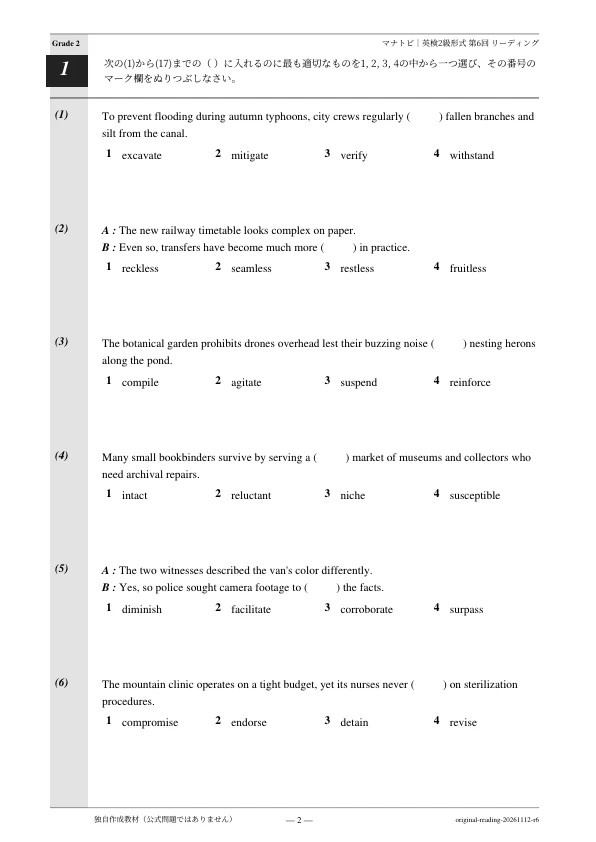 Grade 2
マナトビ｜英検2級形式 第6回 リーディング
1
次の(1)から(17)までの（ ）に入れるのに最も適切なものを1, 2, 3, 4の中から一つ選び、その番号の
マーク欄をぬりつぶしなさい。
(1)
To prevent flooding during autumn typhoons, city crews regularly ( ) fallen branches and
silt from the canal.
1 excavate 2 mitigate 3 verify 4 withstand
(2)
A : The new railway timetable looks complex on paper.
B : Even so, transfers have become much more ( ) in practice.
1 reckless 2 seamless 3 restless 4 fruitless
(3)
The botanical garden prohibits drones overhead lest their buzzing noise ( ) nesting herons
along the pond.
1 compile 2 agitate 3 suspend 4 reinforce
(4)
Many small bookbinders survive by serving a ( ) market of museums and collectors who
need archival repairs.
1 intact 2 reluctant 3 niche 4 susceptible
(5)
A : The two witnesses described the van's color differently.
B : Yes, so police sought camera footage to ( ) the facts.
1 diminish 2 facilitate 3 corroborate 4 surpass
(6)
The mountain clinic operates on a tight budget, yet its nurses never ( ) on sterilization
procedures.
1 compromise 2 endorse 3 detain 4 revise
独自作成教材（公式問題ではありません）
— 2 —
original-reading-20261112-r6